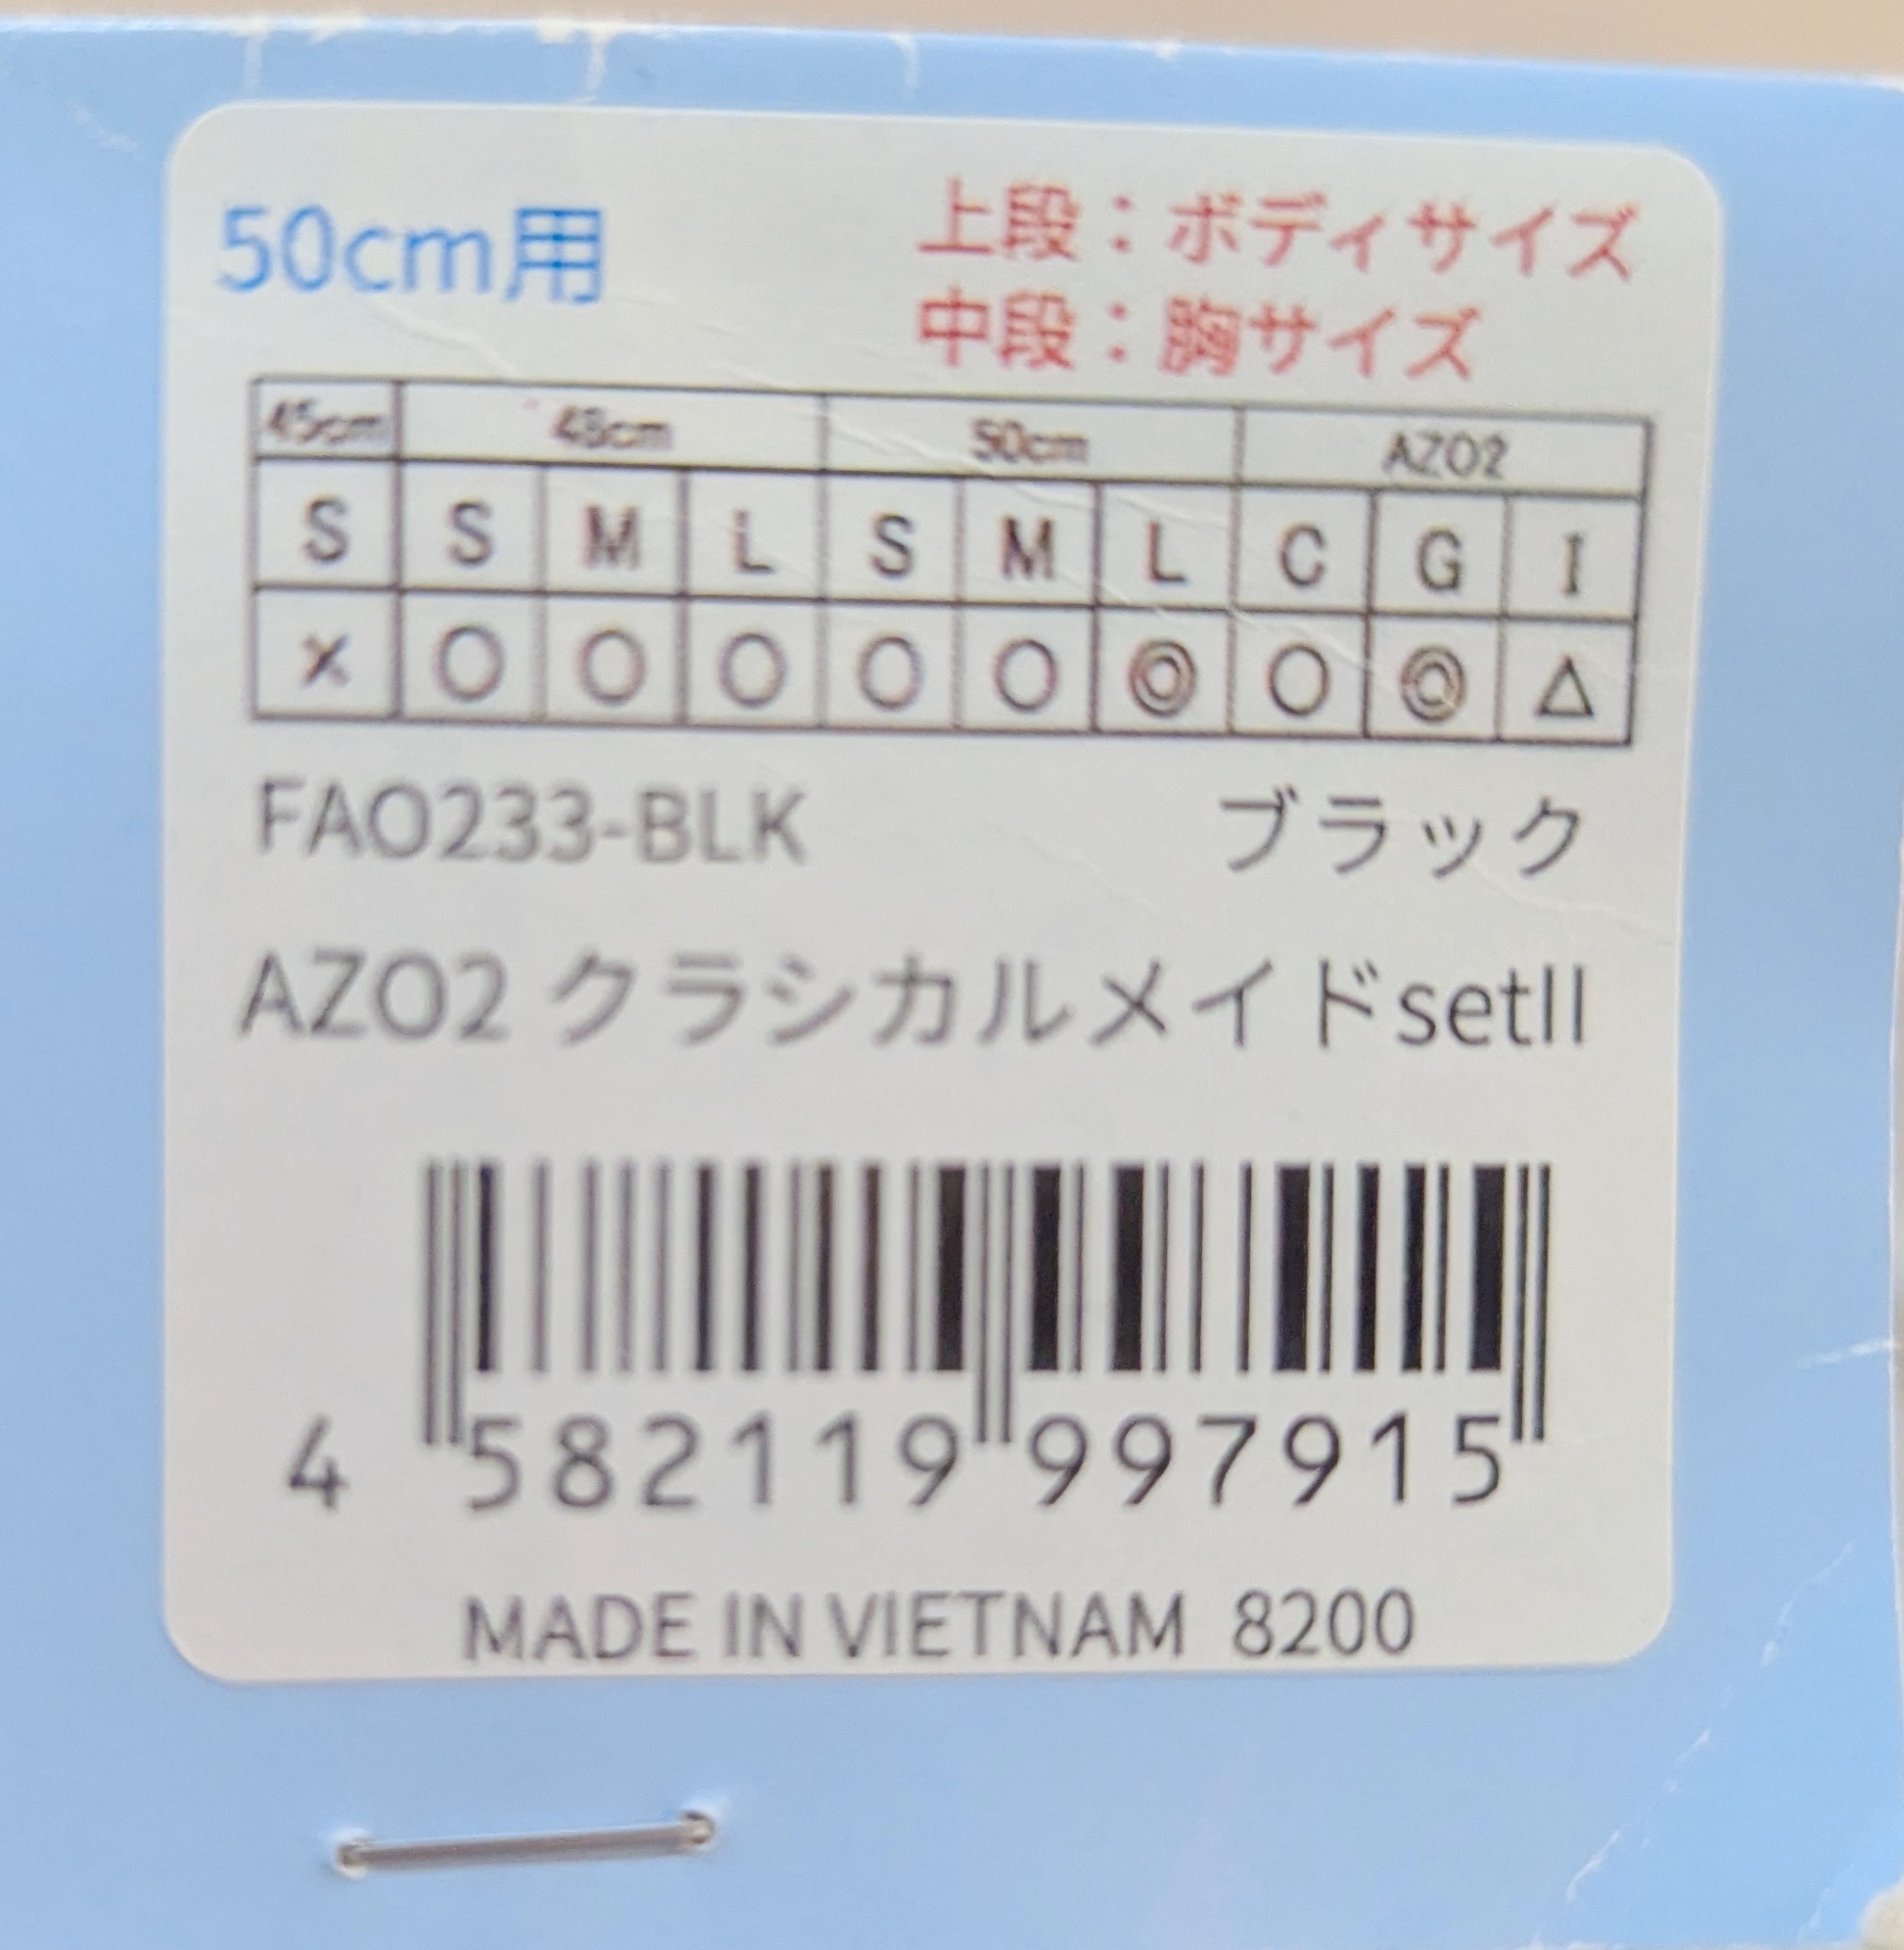 50cm用
上段：ボディサイズ
中段：胸サイズ
45cm 48cm 50cm AZO2
S S M L S M L C G I
× ○ ○ ○ ○ ○ ◎ ○ ◎ △
FAO233-BLK ブラック
AZO2 クラシカルメイドsetII
4 582119 997915
MADE IN VIETNAM 8200